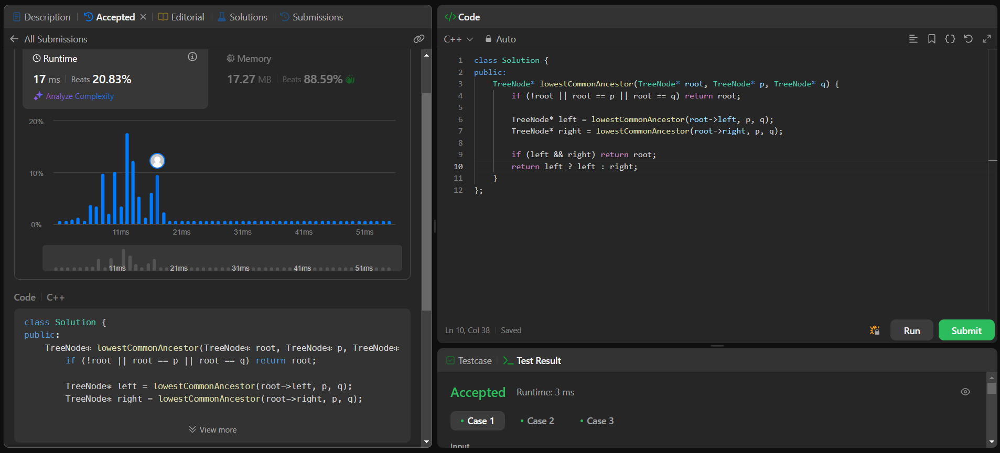 Description
Accepted
Editorial
Solutions
Submissions
All Submissions
Runtime
17 ms
Beats 20.83%
Analyze Complexity
Memory
17.27 MB
Beats 88.59%
20%
10%
0%
11ms 21ms 31ms 41ms 51ms
11ms 21ms 31ms 41ms 51ms
Code
C++
class Solution {
public:
    TreeNode* lowestCommonAncestor(TreeNode* root, TreeNode* p, TreeNode*
        if (!root || root == p || root == q) return root;
        TreeNode* left = lowestCommonAncestor(root->left, p, q);
        TreeNode* right = lowestCommonAncestor(root->right, p, q);
View more
</> Code
C++
Auto
1 class Solution {
2 public:
3     TreeNode* lowestCommonAncestor(TreeNode* root, TreeNode* p, TreeNode* q) {
4         if (!root || root == p || root == q) return root;
5
6         TreeNode* left = lowestCommonAncestor(root->left, p, q);
7         TreeNode* right = lowestCommonAncestor(root->right, p, q);
8
9         if (left && right) return root;
10         return left ? left : right;
11     }
12 };
Ln 10, Col 38
Saved
Run
Submit
Testcase
Test Result
Accepted
Runtime: 3 ms
Case 1
Case 2
Case 3
Input